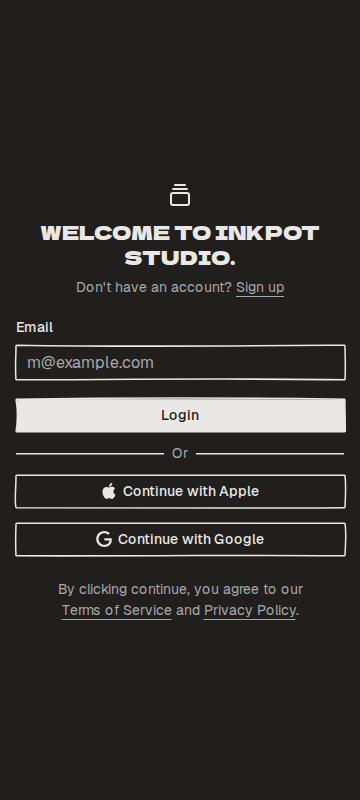 WELCOME TO INKPOT
STUDIO.
Don't have an account? Sign up
Email
m@example.com
Login
Or
Continue with Apple
Continue with Google
By clicking continue, you agree to our
Terms of Service and Privacy Policy.